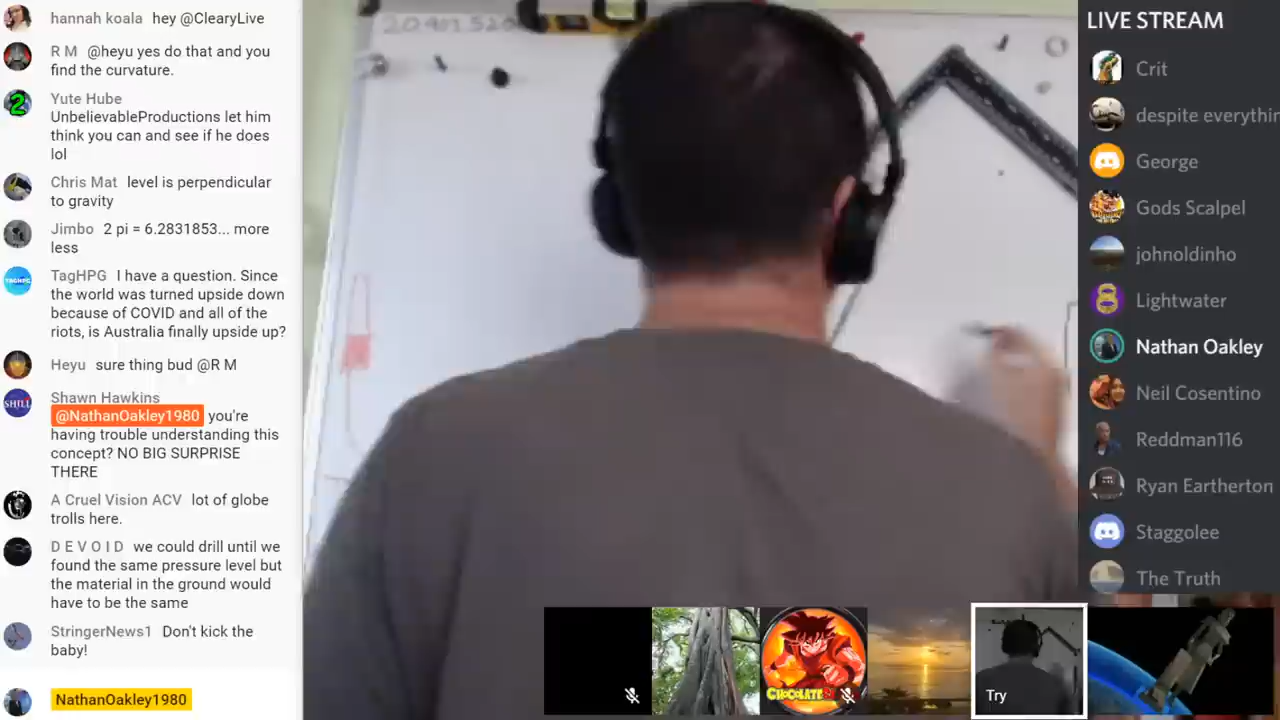 hannah koala hey @ClearyLive
R M @heyu yes do that and you
find the curvature.
Yute Hube
UnbelievableProductions let him
think you can and see if he does
lol
Chris Mat level is perpendicular
to gravity
Jimbo 2 pi = 6.2831853... more
less
TagHPG I have a question. Since
the world was turned upside down
because of COVID and all of the
riots, is Australia finally upside up?
Heyu sure thing bud @R M
Shawn Hawkins
@NathanOakley1980 you're
having trouble understanding this
concept? NO BIG SURPRISE
THERE
A Cruel Vision ACV lot of globe
trolls here.
D E V O I D we could drill until we
found the same pressure level but
the material in the ground would
have to be the same
StringerNews1 Don't kick the
baby!
NathanOakley1980
SHILL
CHOCOLATE
Try
LIVE STREAM
Crit
despite everythin
George
Gods Scalpel
johnoldinho
Lightwater
Nathan Oakley
Neil Cosentino
Reddman116
Ryan Eartherton
Staggolee
The Truth